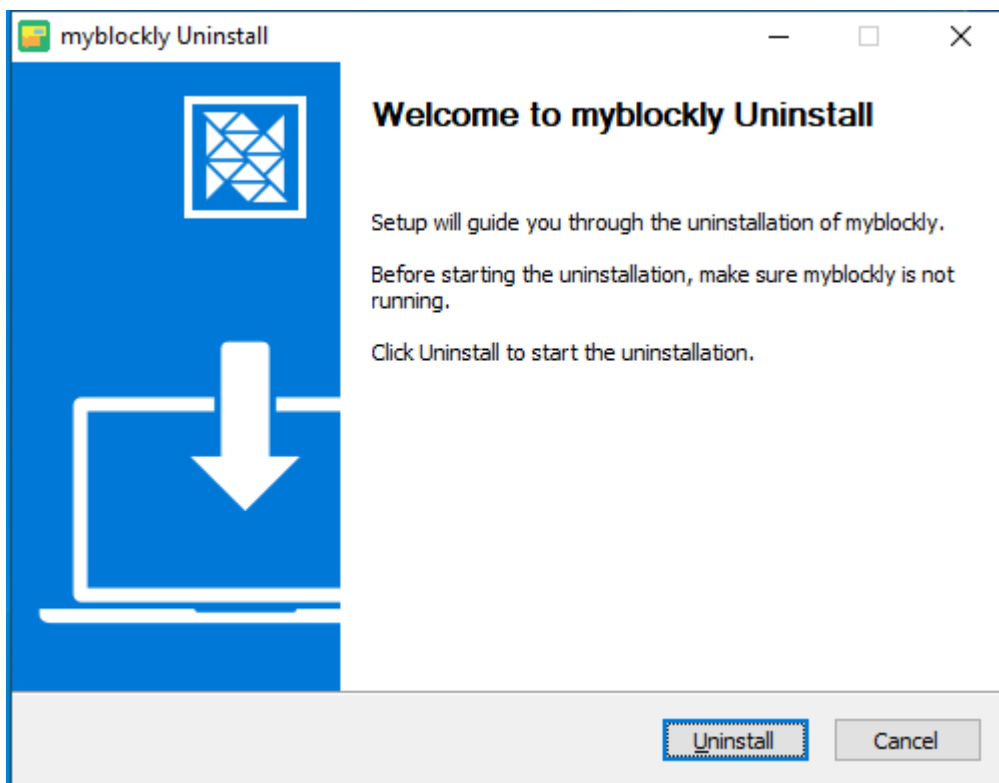 myblockly Uninstall
Welcome to myblockly Uninstall
Setup will guide you through the uninstallation of myblockly.
Before starting the uninstallation, make sure myblockly is not
running.
Click Uninstall to start the uninstallation.
Uninstall
Cancel